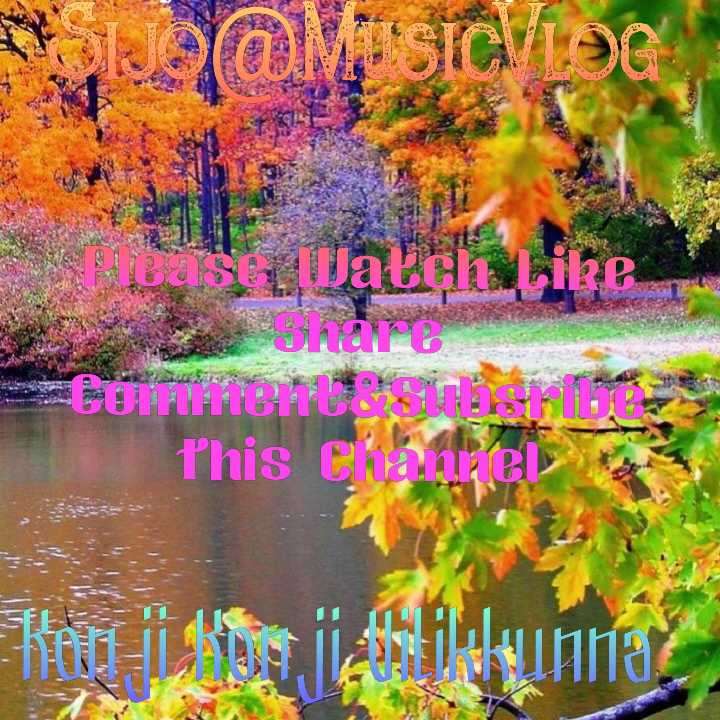 Sijo@MusicVlog
Please Watch Like
Share
Comment&Subsribe
This Channel
Konji Konji Vilikkunna